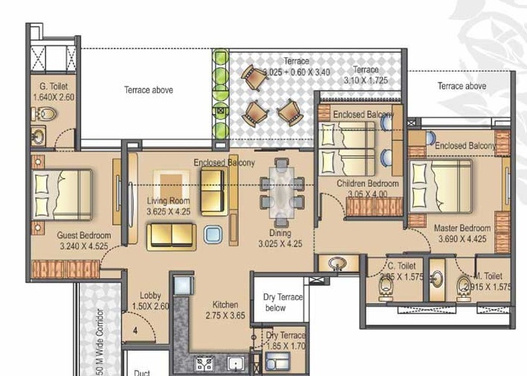 Terrace
3.025 + 0.60 X 3.40
Terrace
3.10 X 1.725
G. Toilet
1.640X 2.60
Terrace above
Terrace above
Enclosed Balcony
Enclosed Balcony
Enclosed Balcony
Children Bedroom
3.05 X 4.00
Living Room
3.625 X 4.25
Guest Bedroom
3.240 X 4.525
Dining
3.025 X 4.25
Master Bedroom
3.690 X 4.425
C. Toilet
2.05 X 1.575
M. Toilet
2.915 X 1.575
Lobby
1.50X 2.60
Kitchen
2.75 X 3.65
Dry Terrace
below
4
Dry Terrace
1.85 X 1.70
50 M Wide Corridor
Duct